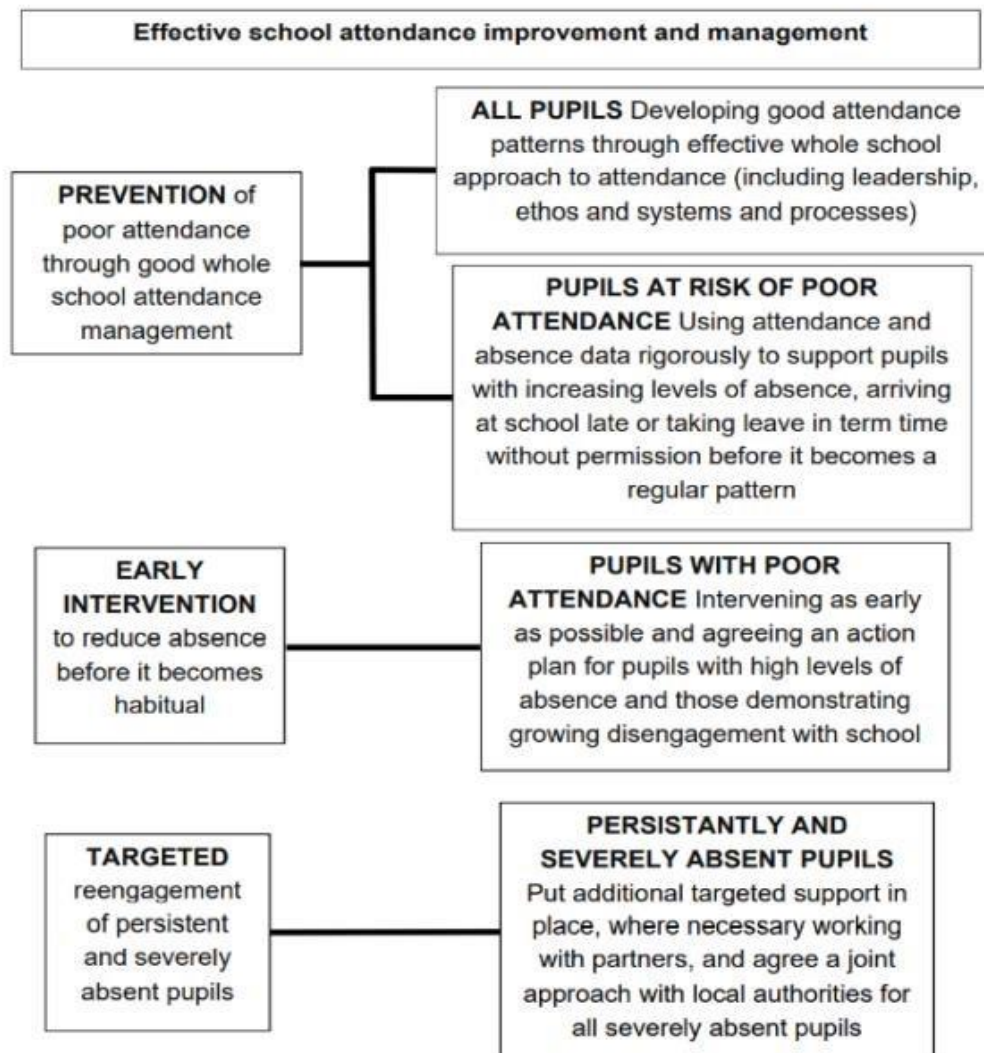 Effective school attendance improvement and management
PREVENTION of
poor attendance
through good whole
school attendance
management
ALL PUPILS Developing good attendance
patterns through effective whole school
approach to attendance (including leadership,
ethos and systems and processes)
PUPILS AT RISK OF POOR
ATTENDANCE Using attendance and
absence data rigorously to support pupils
with increasing levels of absence, arriving
at school late or taking leave in term time
without permission before it becomes a
regular pattern
EARLY
INTERVENTION
to reduce absence
before it becomes
habitual
PUPILS WITH POOR
ATTENDANCE Intervening as early
as possible and agreeing an action
plan for pupils with high levels of
absence and those demonstrating
growing disengagement with school
TARGETED
reengagement
of persistent
and severely
absent pupils
PERSISTANTLY AND
SEVERELY ABSENT PUPILS
Put additional targeted support in
place, where necessary working
with partners, and agree a joint
approach with local authorities for
all severely absent pupils